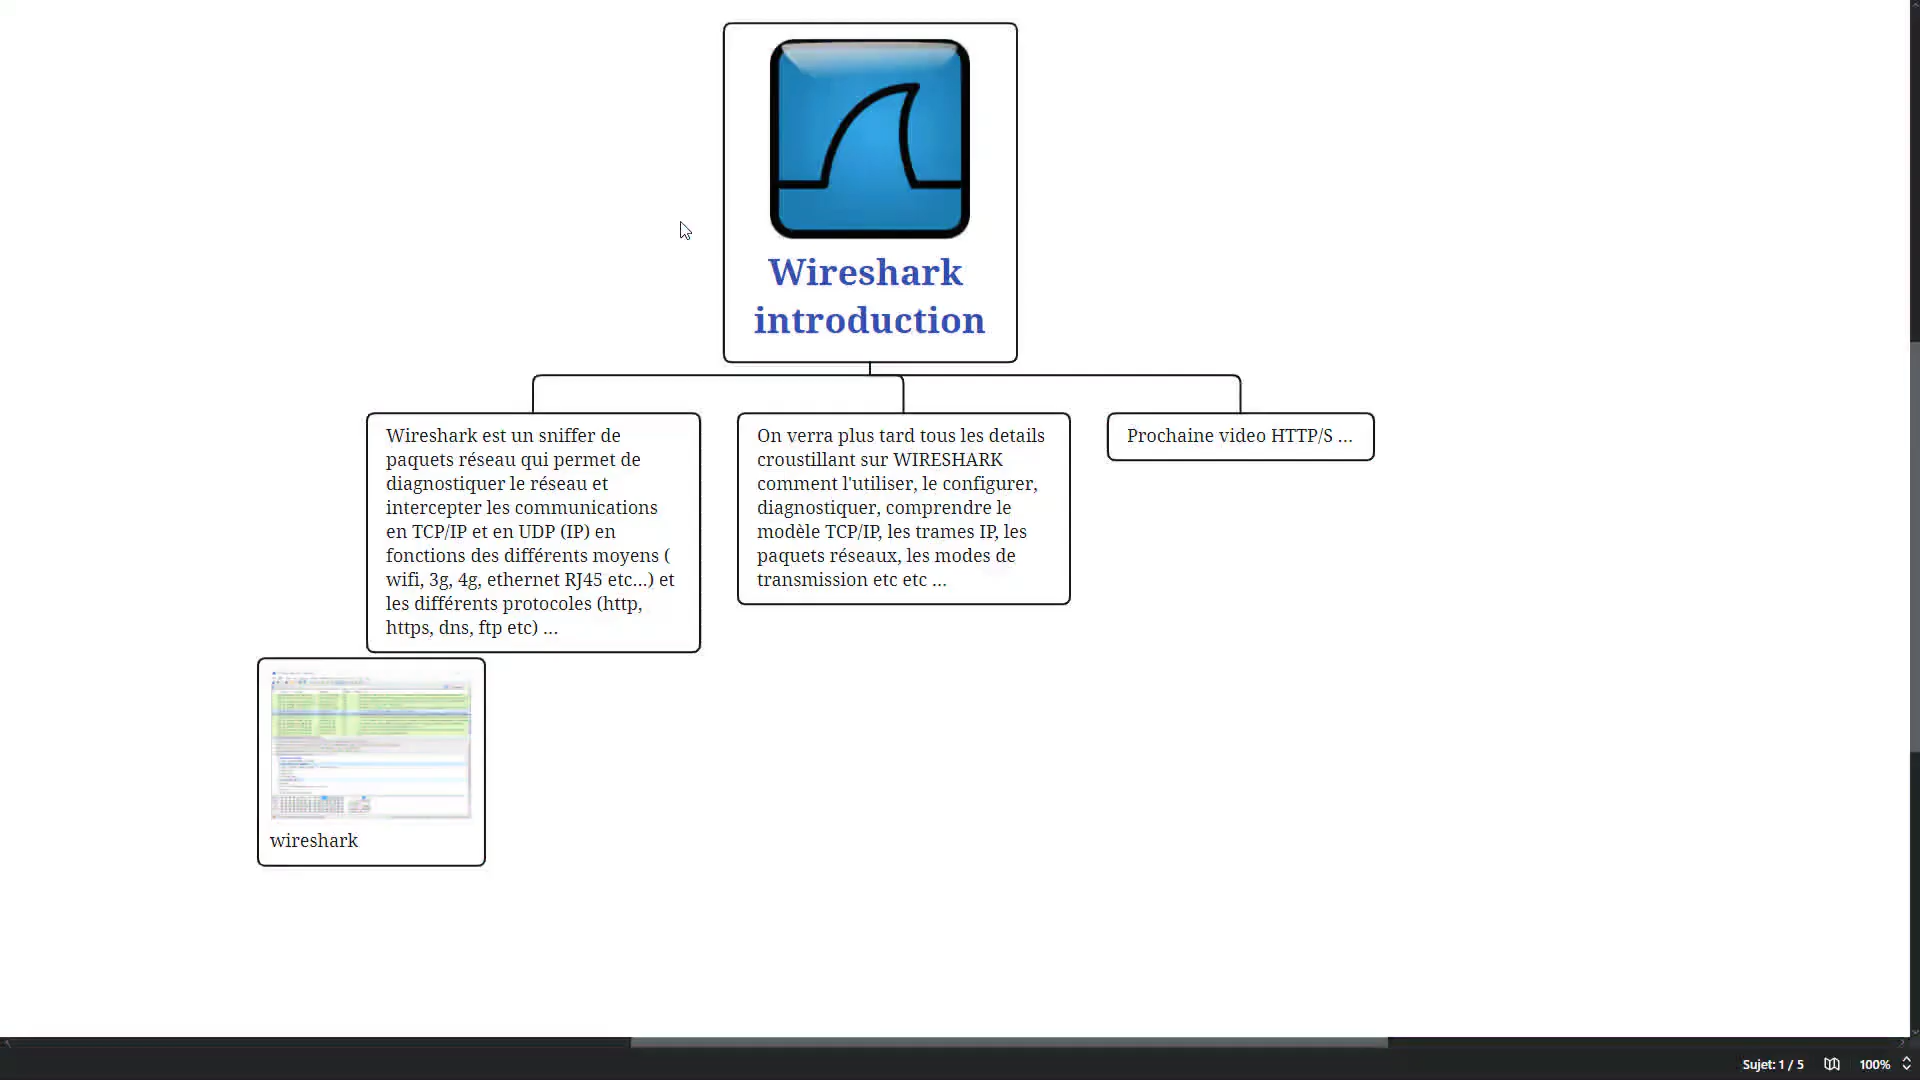 Wireshark
introduction
Wireshark est un sniffer de
paquets réseau qui permet de
diagnostiquer le réseau et
intercepter les communications
en TCP/IP et en UDP (IP) en
fonctions des différents moyens (
wifi, 3g, 4g, ethernet RJ45 etc...) et
les différents protocoles (http,
https, dns, ftp etc) ...
On verra plus tard tous les details
croustillant sur WIRESHARK
comment l'utiliser, le configurer,
diagnostiquer, comprendre le
modèle TCP/IP, les trames IP, les
paquets réseaux, les modes de
transmission etc etc ...
Prochaine video HTTP/S ...
wireshark
Sujet: 1 / 5
100%